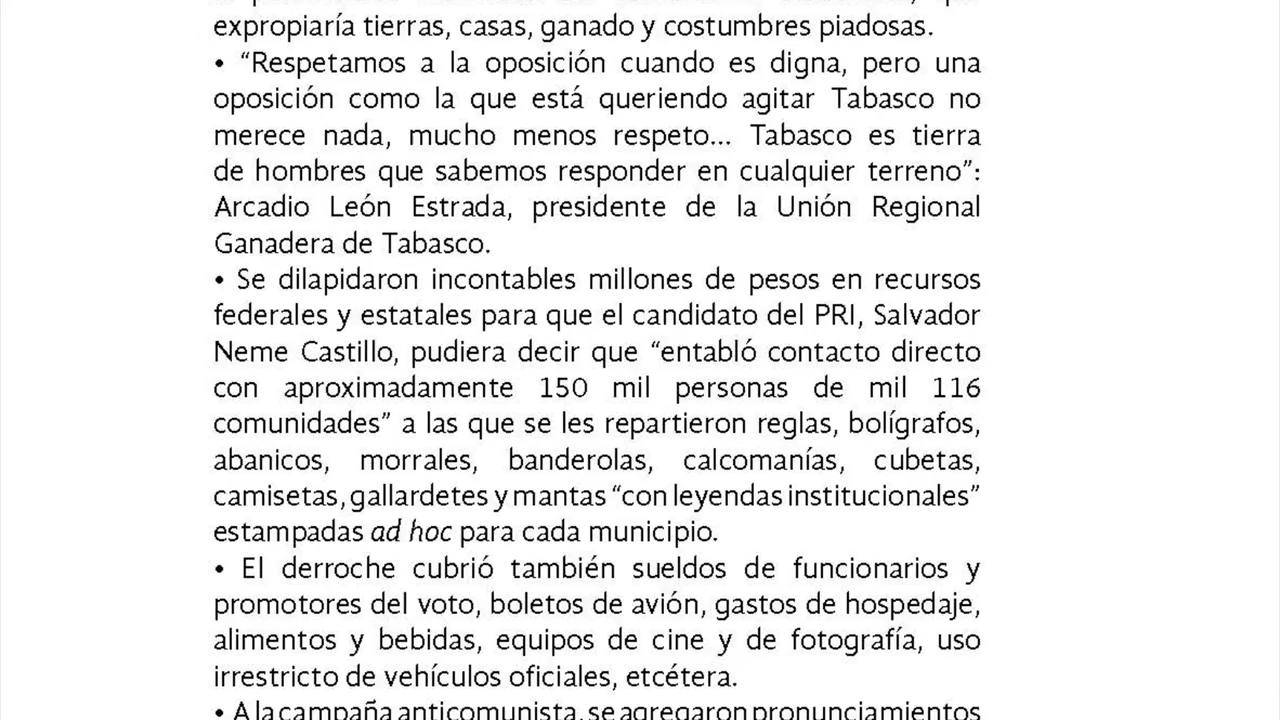 expropiaría tierras, casas, ganado y costumbres piadosas.
• “Respetamos a la oposición cuando es digna, pero una
oposición como la que está queriendo agitar Tabasco no
merece nada, mucho menos respeto... Tabasco es tierra
de hombres que sabemos responder en cualquier terreno”:
Arcadio León Estrada, presidente de la Unión Regional
Ganadera de Tabasco.
• Se dilapidaron incontables millones de pesos en recursos
federales y estatales para que el candidato del PRI, Salvador
Neme Castillo, pudiera decir que “entabló contacto directo
con aproximadamente 150 mil personas de mil 116
comunidades” a las que se les repartieron reglas, bolígrafos,
abanicos, morrales, banderolas, calcomanías, cubetas,
camisetas, gallardetes y mantas “con leyendas institucionales”
estampadas ad hoc para cada municipio.
• El derroche cubrió también sueldos de funcionarios y
promotores del voto, boletos de avión, gastos de hospedaje,
alimentos y bebidas, equipos de cine y de fotografía, uso
irrestricto de vehículos oficiales, etcétera.
• A la campaña anticomunista, se agregaron pronunciamientos